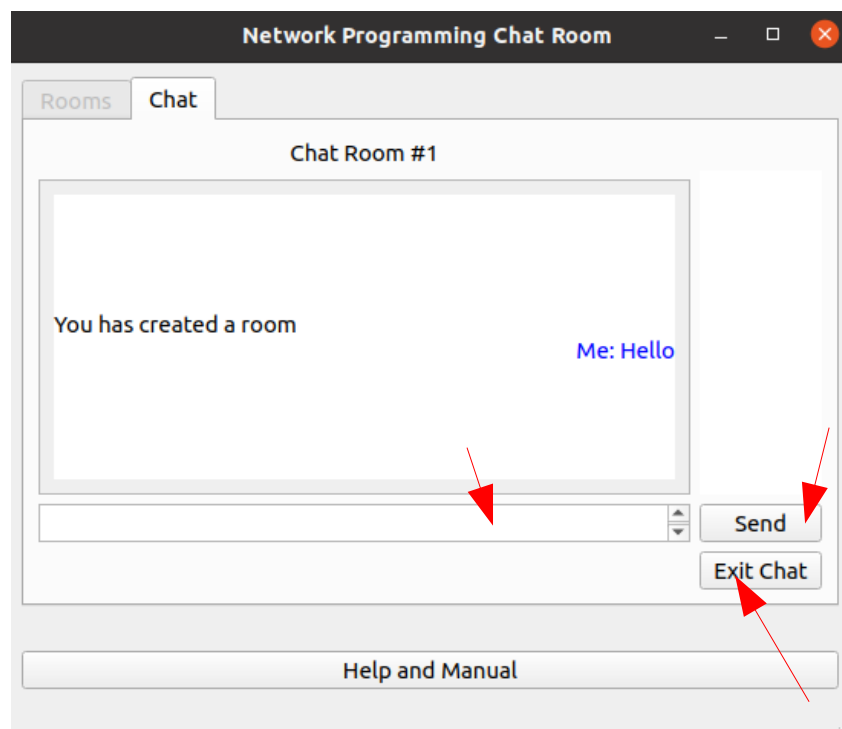 Network Programming Chat Room
Rooms
Chat
Chat Room #1
You has created a room
Me: Hello
Send
Exit Chat
Help and Manual